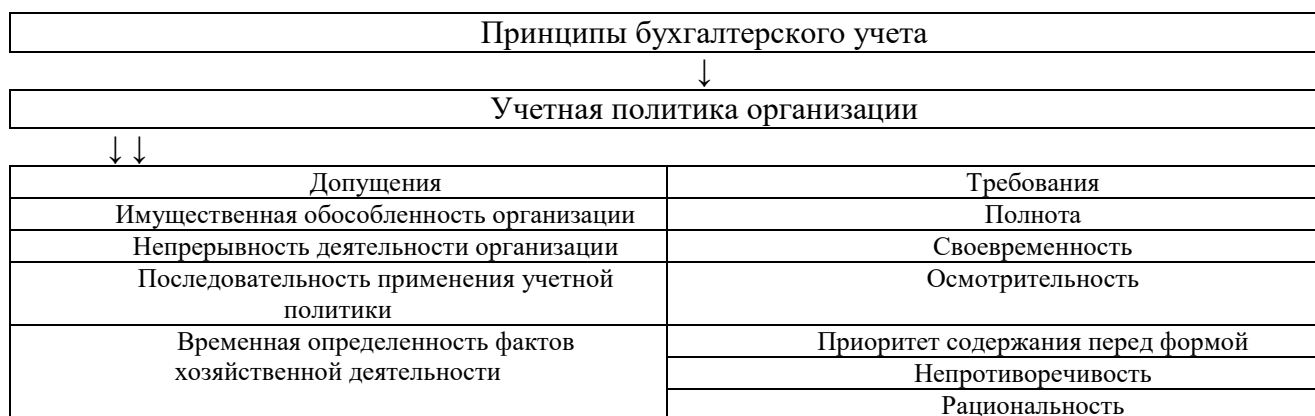 Принципы бухгалтерского учета
↓
Учетная политика организации
↓ ↓
Допущения Требования
Имущественная обособленность организации Полнота
Непрерывность деятельности организации Своевременность
Последовательность применения учетной Осмотрительность
политики
Временная определенность фактов Приоритет содержания перед формой
хозяйственной деятельности Непротиворечивость
Рациональность